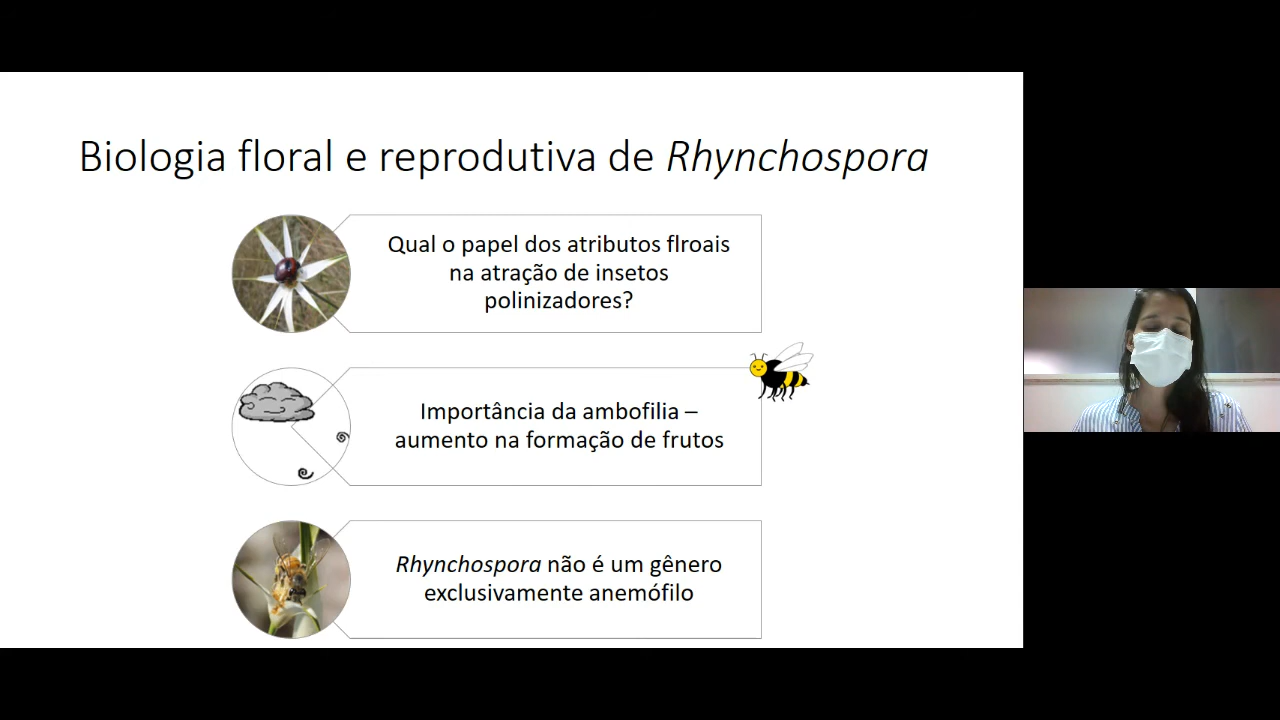 Biologia floral e reprodutiva de Rhynchospora
Qual o papel dos atributos flroais
na atração de insetos
polinizadores?
Importância da ambofilia –
aumento na formação de frutos
Rhynchospora não é um gênero
exclusivamente anemófilo